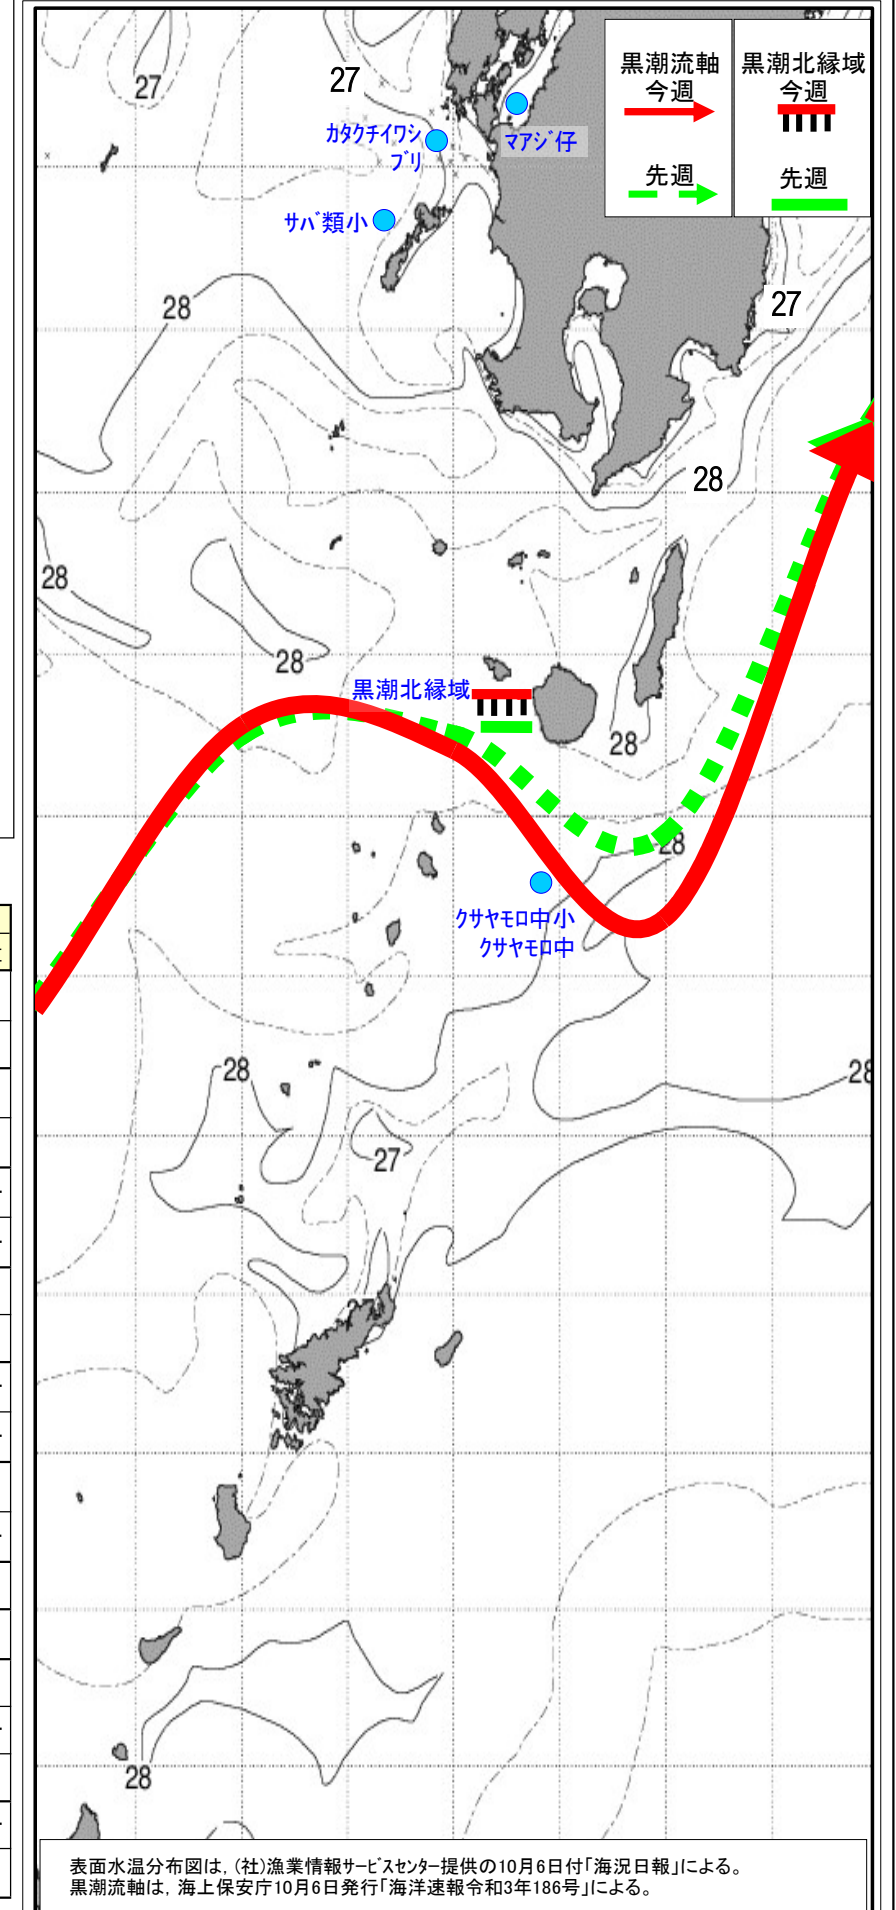 27
27
黒潮流軸
今週
先週
黒潮北縁域
今週
先週
ｶﾀｸﾁｲﾜｼ
ﾌﾞﾘ
ﾏｱｼﾞ仔
ｻﾊﾞ類小
28
27
28
28
28
黒潮北縁域
28
28
ｸｻﾔﾓﾛ中小
ｸｻﾔﾓﾛ中
28
28
27
28
表面水温分布図は，(社)漁業情報ｻｰﾋﾞｽｾﾝﾀｰ提供の10月6日付「海況日報」による。
黒潮流軸は，海上保安庁10月6日発行「海洋速報令和3年186号」による。